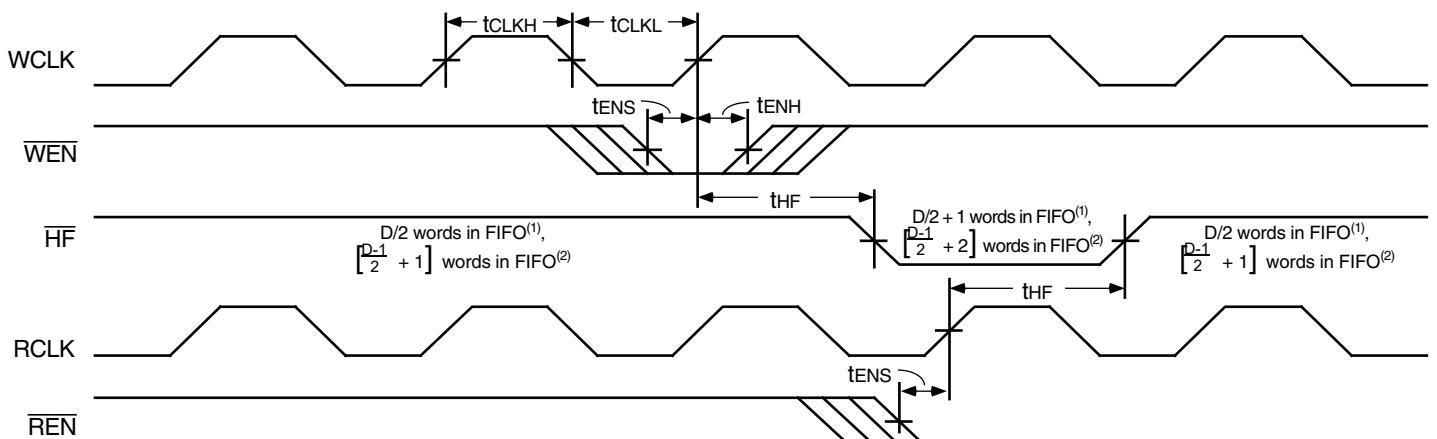 tCLKH
tCLKL
WCLK
tENS
tENH
WEN
tHF
HF
D/2 words in FIFO(1),
[D-1/2 + 1] words in FIFO(2)
D/2 + 1 words in FIFO(1),
[D-1/2 + 2] words in FIFO(2)
D/2 words in FIFO(1),
[D-1/2 + 1] words in FIFO(2)
tHF
RCLK
tENS
REN